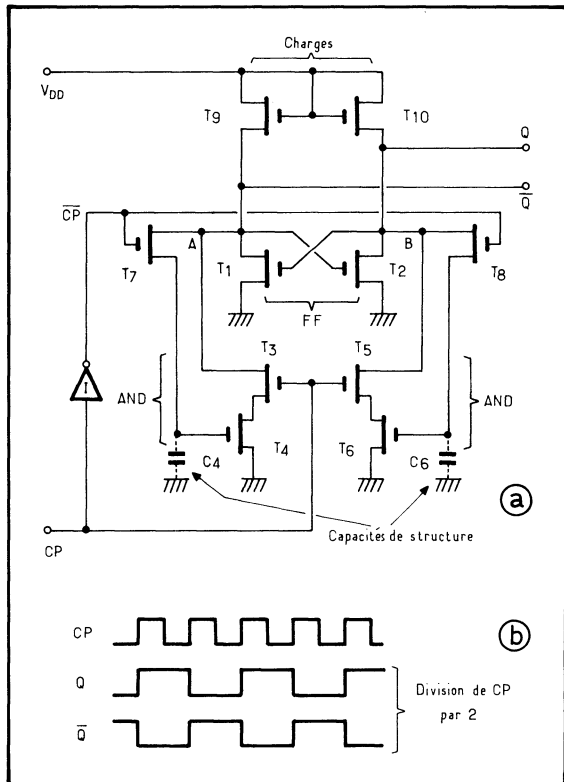 Charges
V_DD
T9
T10
Q
Q̅
C̅P̅
A
B
T7
T1
T2
T8
FF
T3
T5
I
AND
AND
T4
T6
C4
C6
ⓐ
CP
Capacités de structure
CP
ⓑ
Q
Division de CP
par 2
Q̅